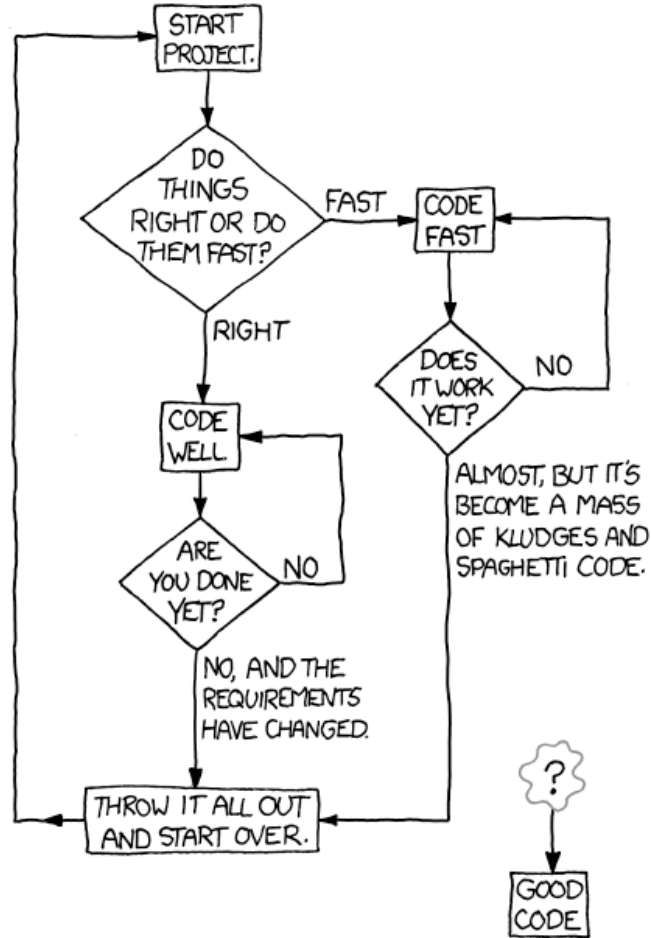 START
PROJECT.
DO
THINGS
RIGHT OR DO
THEM FAST?
FAST
CODE
FAST
RIGHT
DOES
IT WORK
YET?
NO
CODE
WELL.
ALMOST, BUT IT'S
BECOME A MASS
OF KLUDGES AND
SPAGHETTI CODE.
ARE
YOU DONE
YET?
NO
NO, AND THE
REQUIREMENTS
HAVE CHANGED.
THROW IT ALL OUT
AND START OVER.
?
GOOD
CODE